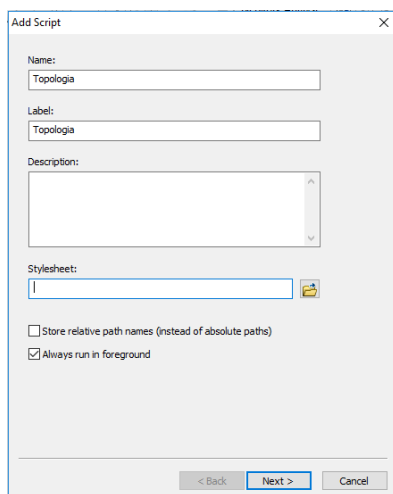 Add Script
Name:
Topologia
Label:
Topologia
Description:
Stylesheet:
Store relative path names (instead of absolute paths)
Always run in foreground
< Back
Next >
Cancel